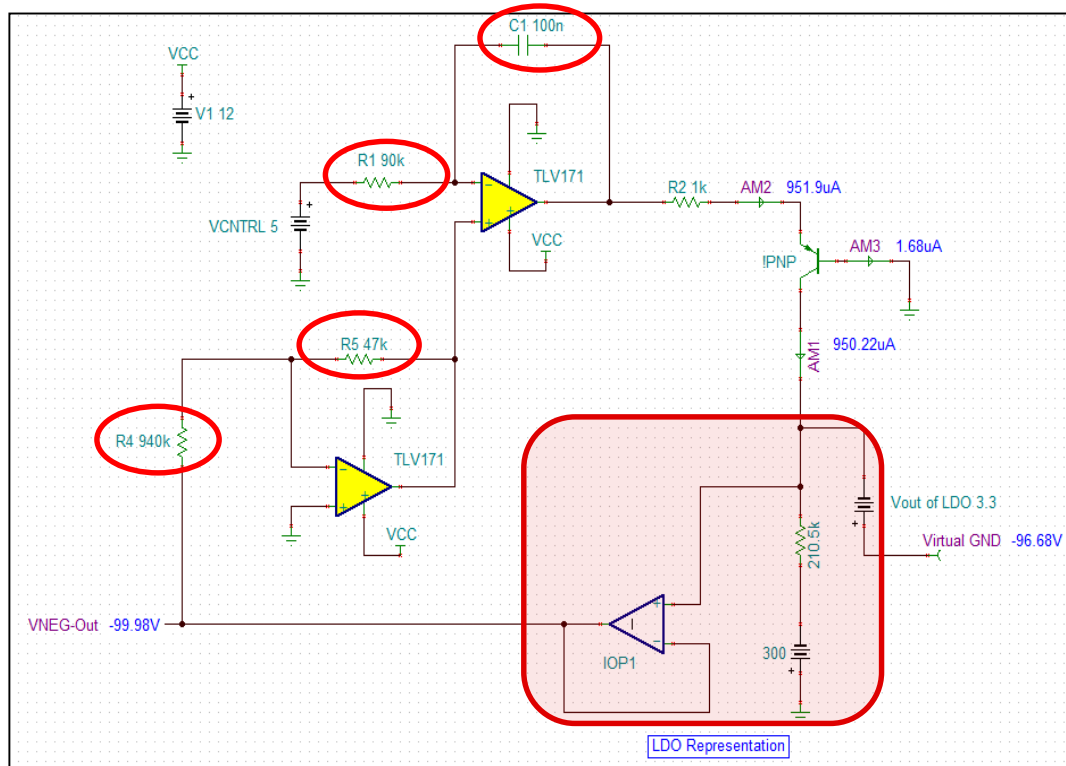 C1 100n
VCC
+
V1 12
R1 90k
TLV171
R2 1k
AM2 951.9uA
VCNTRL 5
+
VCC
!PNP
AM3 1.68uA
R5 47k
AM1
950.22uA
R4 940k
TLV171
VCC
Vout of LDO 3.3
+
210.5k
Virtual GND -96.68V
VNEG-Out -99.98V
IOP1
300
+
LDO Representation